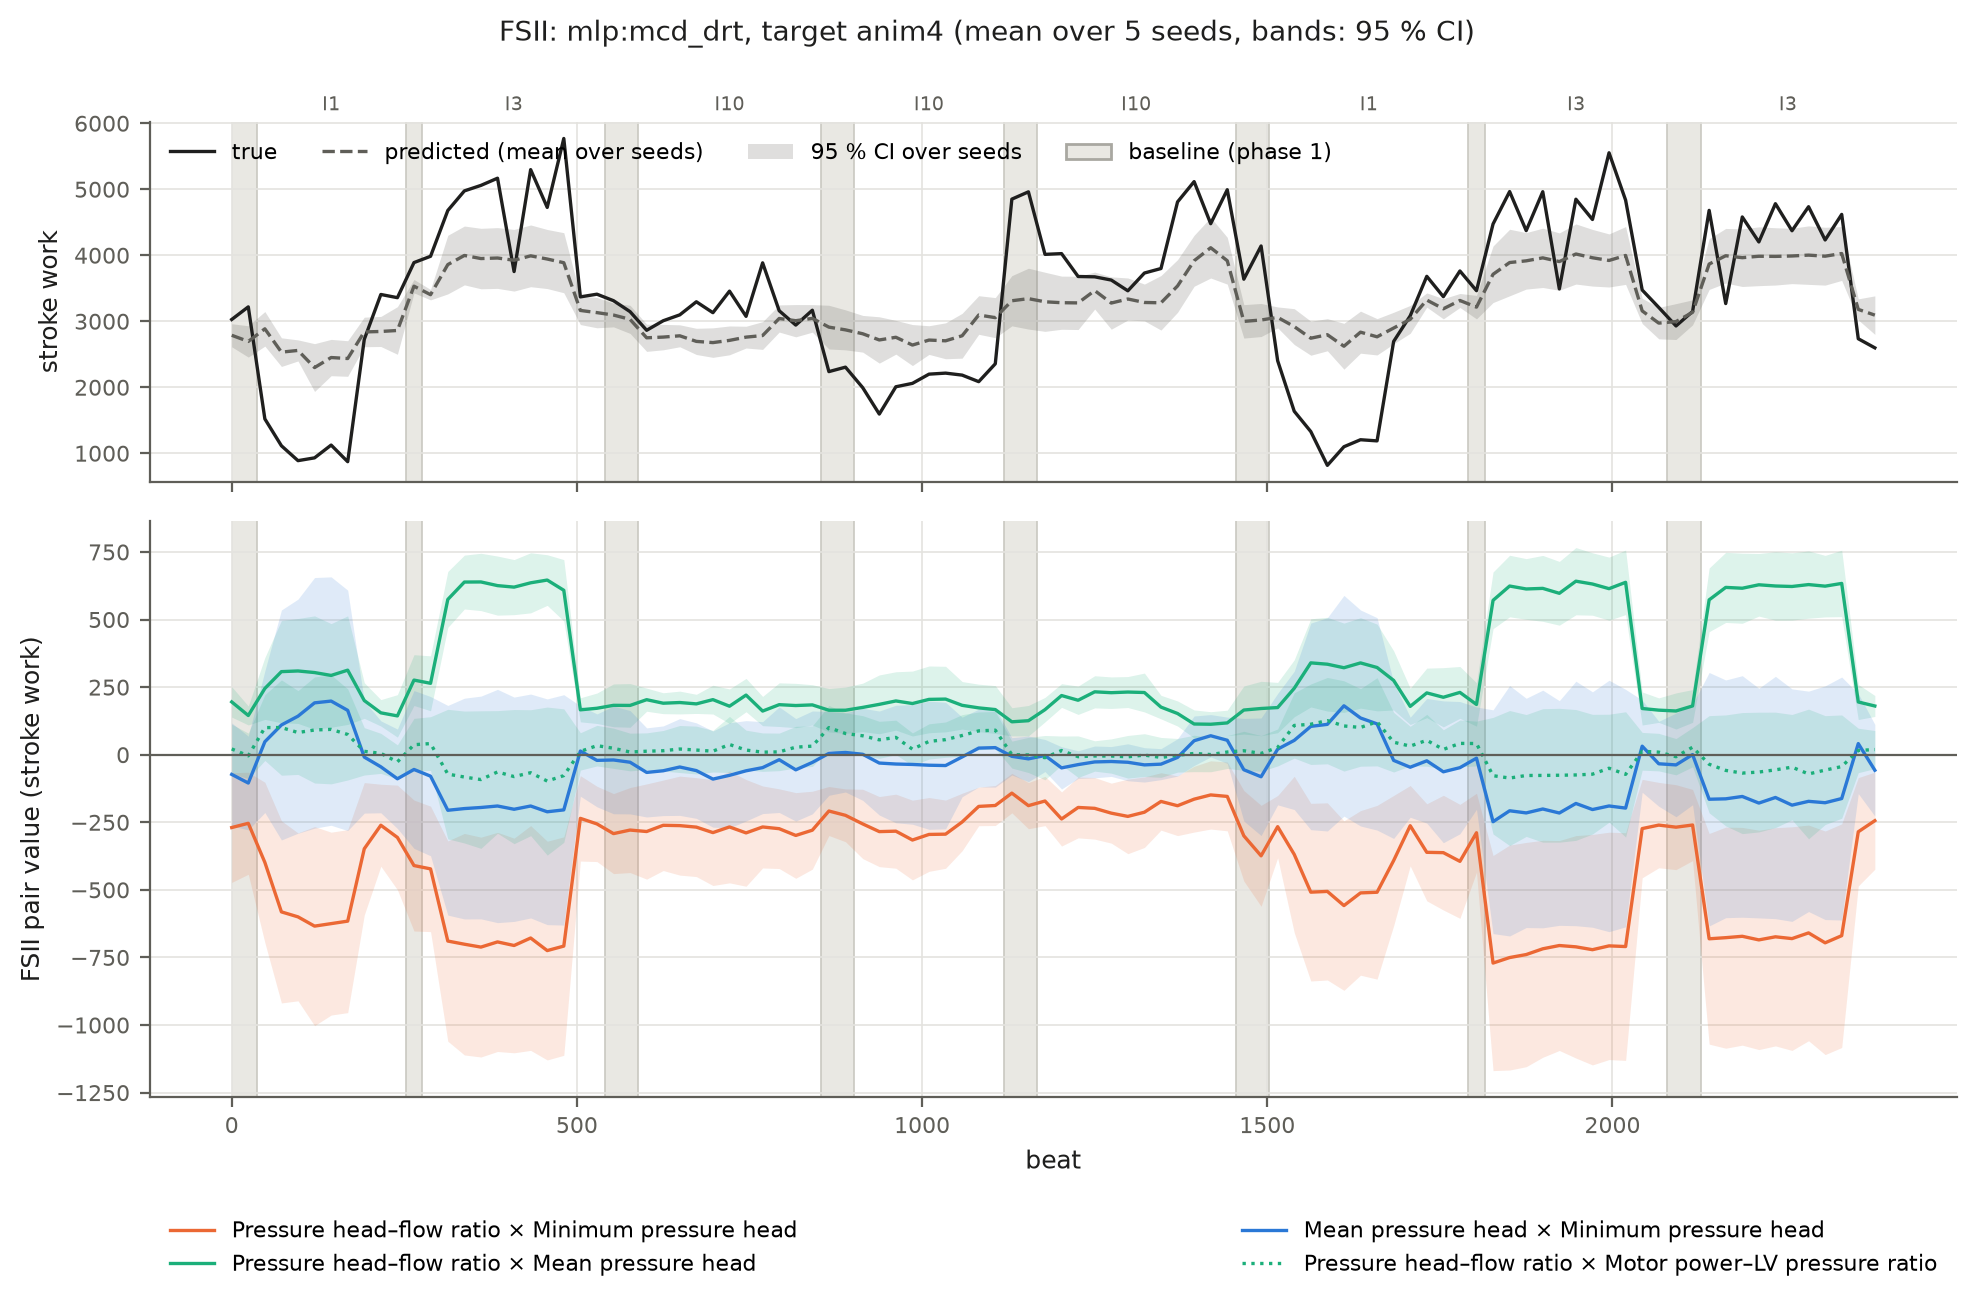 FSII: mlp:mcd_drt, target anim4 (mean over 5 seeds, bands: 95 % CI)
I1 I3 I10 I10 I10 I1 I3 I3
true predicted (mean over seeds) 95 % CI over seeds baseline (phase 1)
stroke work
6000
5000
4000
3000
2000
1000
FSII pair value (stroke work)
750
500
250
0
−250
−500
−750
−1000
−1250
0 500 1000 1500 2000
beat
Pressure head–flow ratio × Minimum pressure head
Pressure head–flow ratio × Mean pressure head
Mean pressure head × Minimum pressure head
Pressure head–flow ratio × Motor power–LV pressure ratio